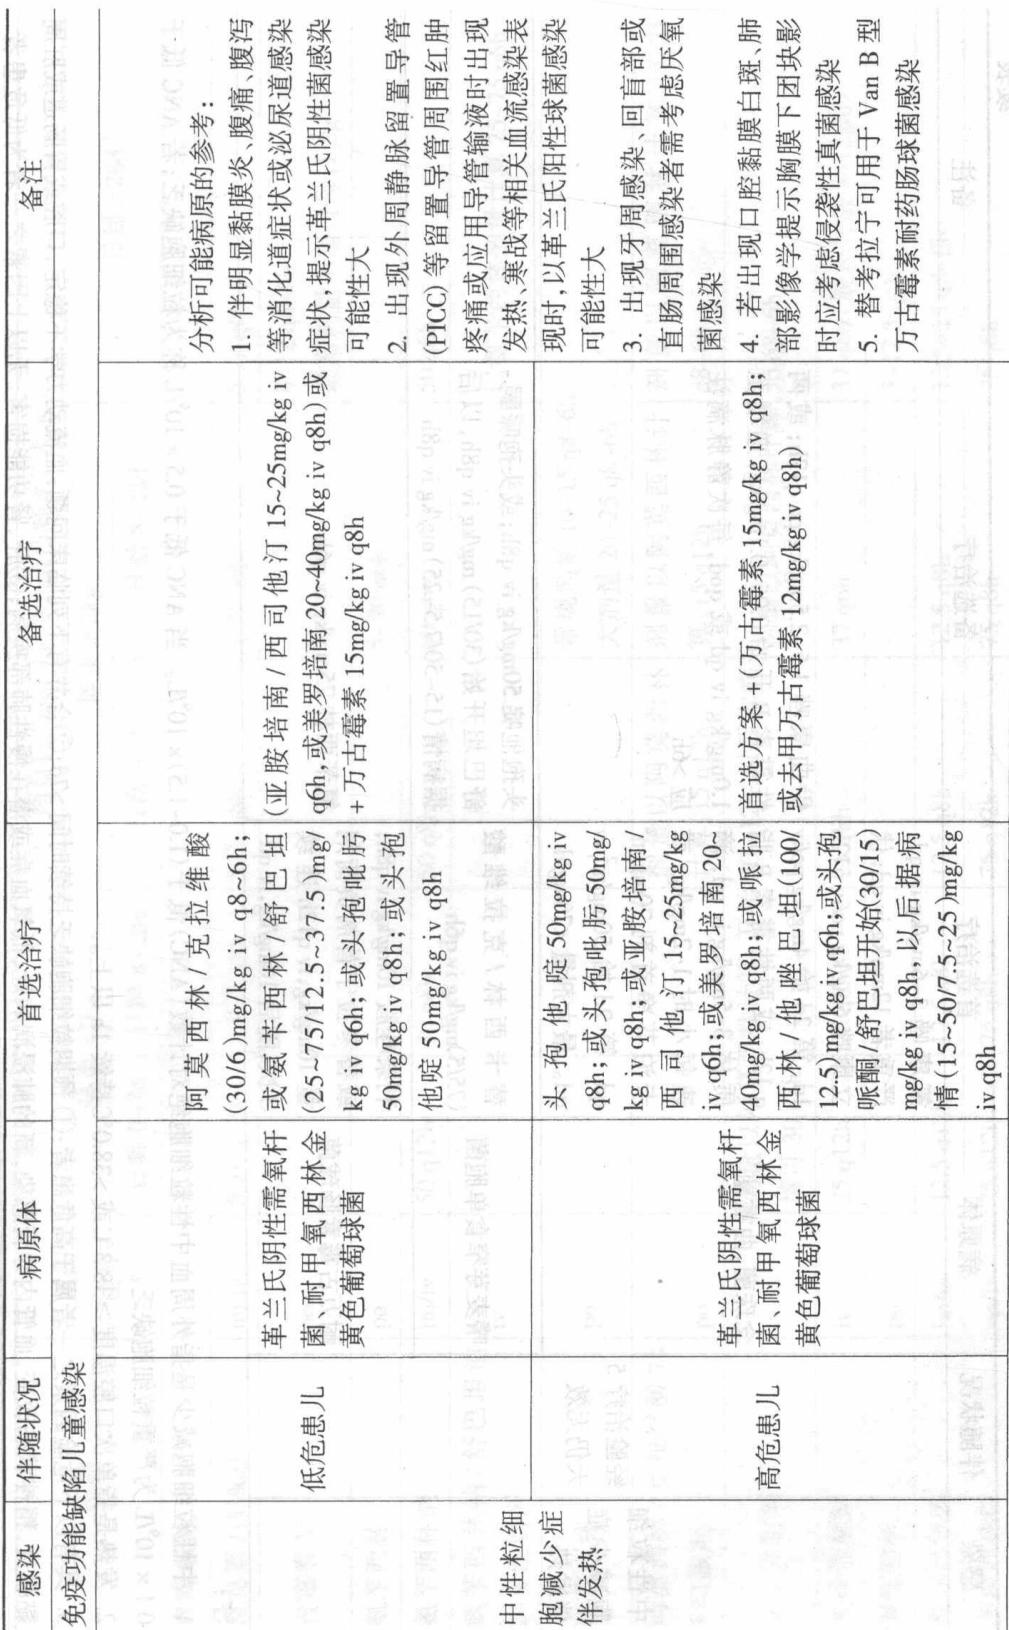 感染 伴随状况 病原体 首选治疗 备选治疗 备注
免疫功能缺陷儿童感染
中性粒细
胞减少症
伴发热
低危患儿
革兰氏阴性需氧杆
菌、耐甲氧西林金
黄色葡萄球菌
阿莫西林/克拉维酸
(30/6)mg/kg iv q8~6h;
或氨苄西林/舒巴坦
(25~75/12.5~37.5)mg/
kg iv q6h;或头孢吡肟
50mg/kg iv q8h;或头孢
他啶 50mg/kg iv q8h
(亚胺培南/西司他汀 15~25mg/kg iv
q6h,或美罗培南 20~40mg/kg iv q8h)或
+万古霉素 15mg/kg iv q8h
高危患儿
革兰氏阴性需氧杆
菌、耐甲氧西林金
黄色葡萄球菌
头孢他啶 50mg/kg iv
q8h;或头孢吡肟 50mg/
kg iv q8h;或亚胺培南/
西司他汀 15~25mg/kg
iv q6h;或美罗培南 20~
40mg/kg iv q8h;或哌拉
西林/他唑巴坦(100/
12.5)mg/kg iv q6h;或头孢
哌酮/舒巴坦开始(30/15)
mg/kg iv q8h,以后据病
情(15~50/7.5~25)mg/kg
iv q8h
首选方案+(万古霉素 15mg/kg iv q8h;
或去甲万古霉素 12mg/kg iv q8h)
分析可能病原的参考:
1. 伴明显黏膜炎、腹痛、腹泻
等消化道症状或泌尿道感染
症状,提示革兰氏阴性菌感染
可能性大
2. 出现外周静脉留置导管
(PICC)等留置导管周围红肿
疼痛或应用导管输液时出现
发热、寒战等相关血流感染表
现时,以革兰氏阳性球菌感染
可能性大
3. 出现牙周感染、回盲部或
直肠周围感染者需考虑厌氧
菌感染
4. 若出现口腔黏膜白斑、肺
部影像学提示胸膜下团块影
时应考虑侵袭性真菌感染
5. 替考拉宁可用于 Van B 型
万古霉素耐药肠球菌感染